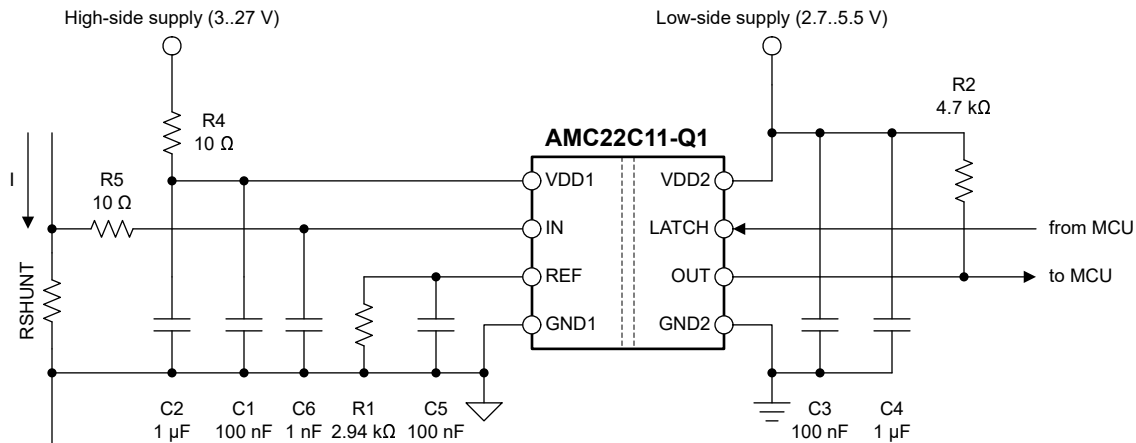 High-side supply (3..27 V)
Low-side supply (2.7..5.5 V)
R2
4.7 kΩ
R4
10 Ω
AMC22C11-Q1
I
R5
10 Ω
VDD1
VDD2
IN
LATCH
from MCU
REF
OUT
to MCU
RSHUNT
GND1
GND2
C2
1 µF
C1
100 nF
C6
1 nF
R1
2.94 kΩ
C5
100 nF
C3
100 nF
C4
1 µF